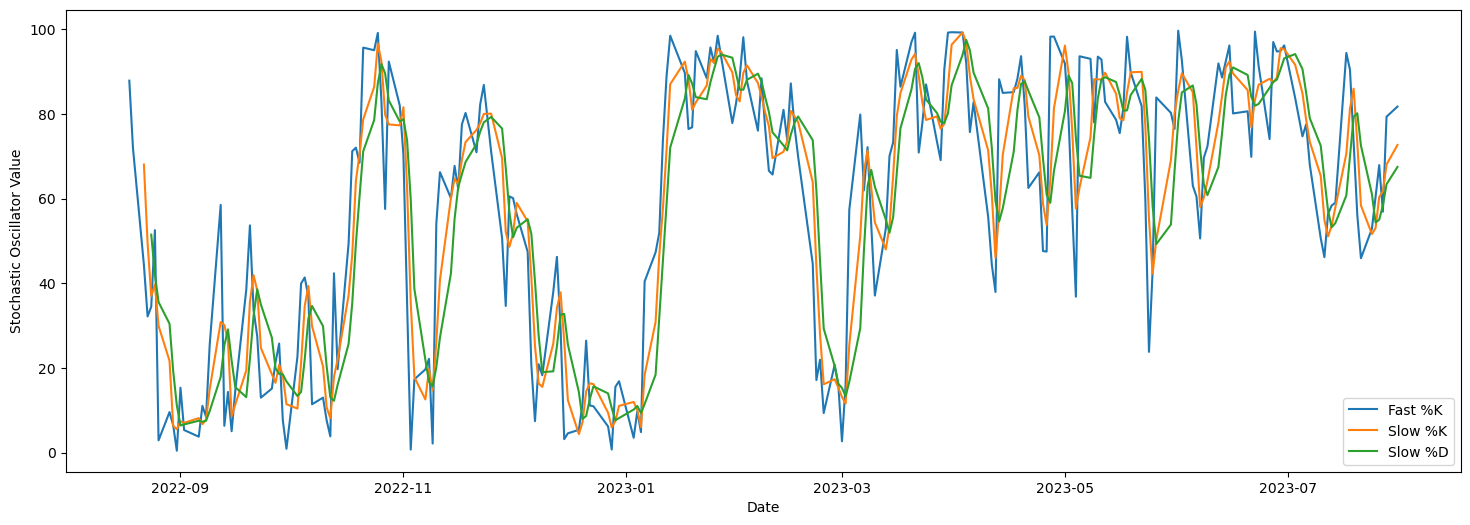 100
80
60
40
20
0
Stochastic Oscillator Value
2022-09 2022-11 2023-01 2023-03 2023-05 2023-07
Date
Fast %K
Slow %K
Slow %D